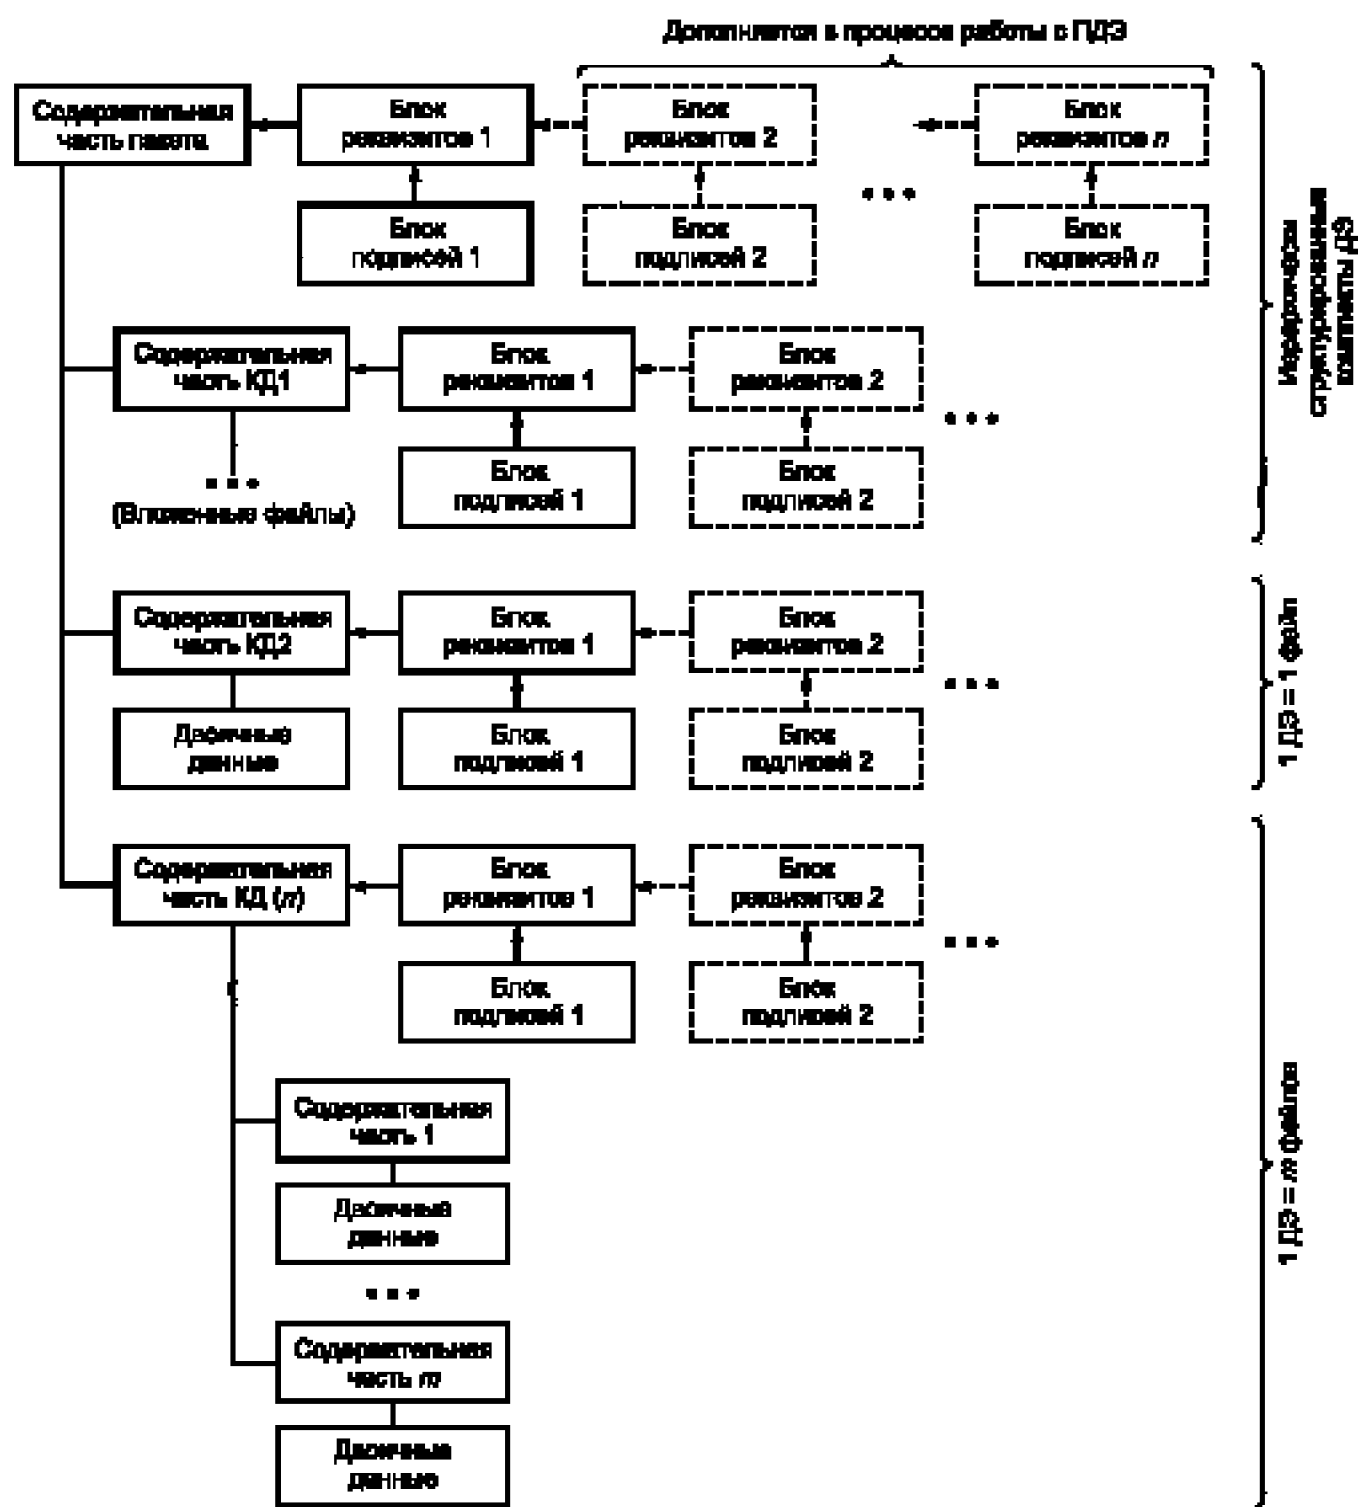 Дополняется в процессе работы с ПДЭ
Содержательная
часть пакета
Блок
реквизитов 1
Блок
реквизитов 2
Блок
реквизитов n
Блок
подписей 1
Блок
подписей 2
Блок
подписей n
Иерархически
структурированные
комплекты ДЭ
Содержательная
часть КД1
Блок
реквизитов 1
Блок
реквизитов 2
(Вложенные файлы)
Блок
подписей 1
Блок
подписей 2
Содержательная
часть КД2
Блок
реквизитов 1
Блок
реквизитов 2
1 ДЭ = 1 файл
Двоичные
данные
Блок
подписей 1
Блок
подписей 2
Содержательная
часть КД (n)
Блок
реквизитов 1
Блок
реквизитов 2
Блок
подписей 1
Блок
подписей 2
1 ДЭ = m файлов
Содержательная
часть 1
Двоичные
данные
Содержательная
часть m
Двоичные
данные